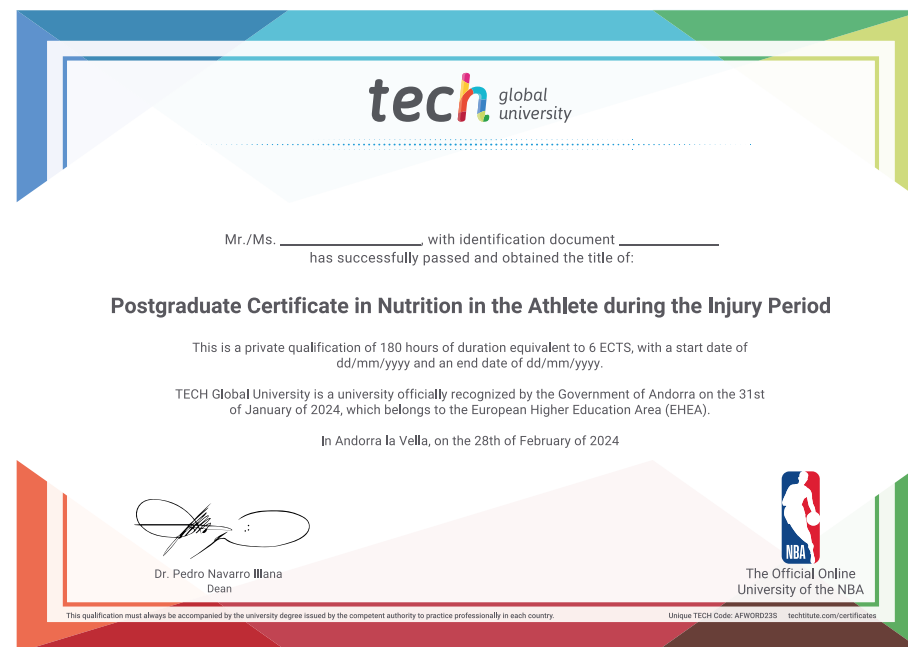 tech global university
Mr./Ms. ____________, with identification document ____________
has successfully passed and obtained the title of:
Postgraduate Certificate in Nutrition in the Athlete during the Injury Period
This is a private qualification of 180 hours of duration equivalent to 6 ECTS, with a start date of
dd/mm/yyyy and an end date of dd/mm/yyyy.
TECH Global University is a university officially recognized by the Government of Andorra on the 31st
of January of 2024, which belongs to the European Higher Education Area (EHEA).
In Andorra la Vella, on the 28th of February of 2024
Dr. Pedro Navarro Illana
Dean
NBA
The Official Online
University of the NBA
This qualification must always be accompanied by the university degree issued by the competent authority to practice professionally in each country.
Unique TECH Code: AFWORD23S techtitute.com/certificates